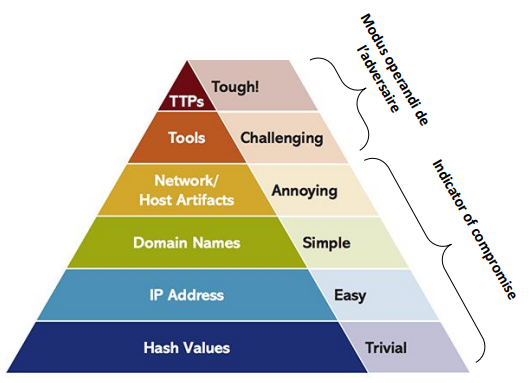 TTPs
Tough!
Tools
Challenging
Network/
Host Artifacts
Annoying
Domain Names
Simple
IP Address
Easy
Hash Values
Trivial
Modus operandi de
l'adversaire
Indicator of compromise